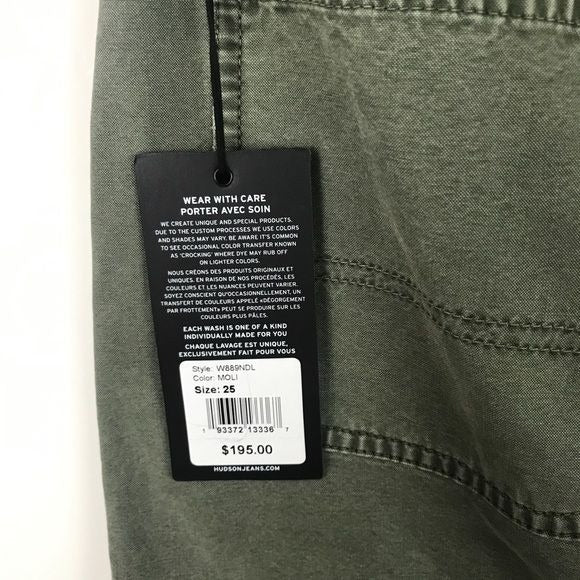 WEAR WITH CARE
PORTER AVEC SOIN
WE CREATE UNIQUE AND SPECIAL PRODUCTS.
DUE TO THE CUSTOM PROCESSES WE USE COLORS
AND SHADES MAY VARY. BE AWARE IT'S COMMON
TO SEE OCCASIONAL COLOR TRANSFER KNOWN
AS 'CROCKING' WHERE DYE MAY RUB OFF
ON LIGHTER COLORS.
NOUS CRÉONS DES PRODUITS ORIGINAUX ET
UNIQUES. EN RAISON DE NOS PROCÉDÉS, LES
COULEURS ET LES NUANCES PEUVENT VARIER.
SOYEZ CONSCIENT QU'OCCASIONNELLEMENT, UN
TRANSFERT DE COULEURS APPELÉ «DÉGORGEMENT
PAR FROTTEMENT» PEUT SE PRODUIRE SUR LES
COULEURS PLUS PÂLES.
EACH WASH IS ONE OF A KIND
INDIVIDUALLY MADE FOR YOU
CHAQUE LAVAGE EST UNIQUE,
EXCLUSIVEMENT FAIT POUR VOUS
Style: W889NDL
Color: MOLI
Size: 25
1 93372 13336 7
$195.00
HUDSONJEANS.COM